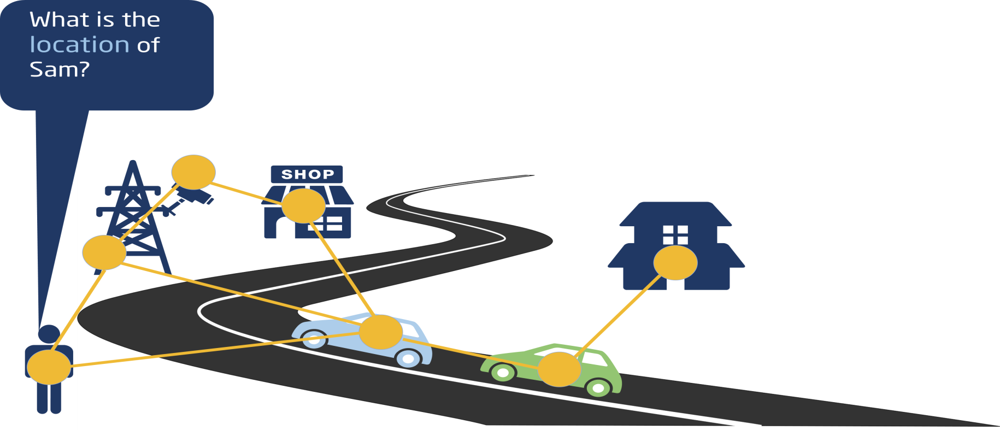 What is the
location of
Sam?
SHOP